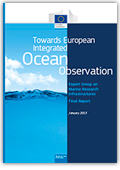 Towards European
Integrated
Ocean
Observation
Expert Group on
Marine Research
Infrastructures
Final Report
January 2013